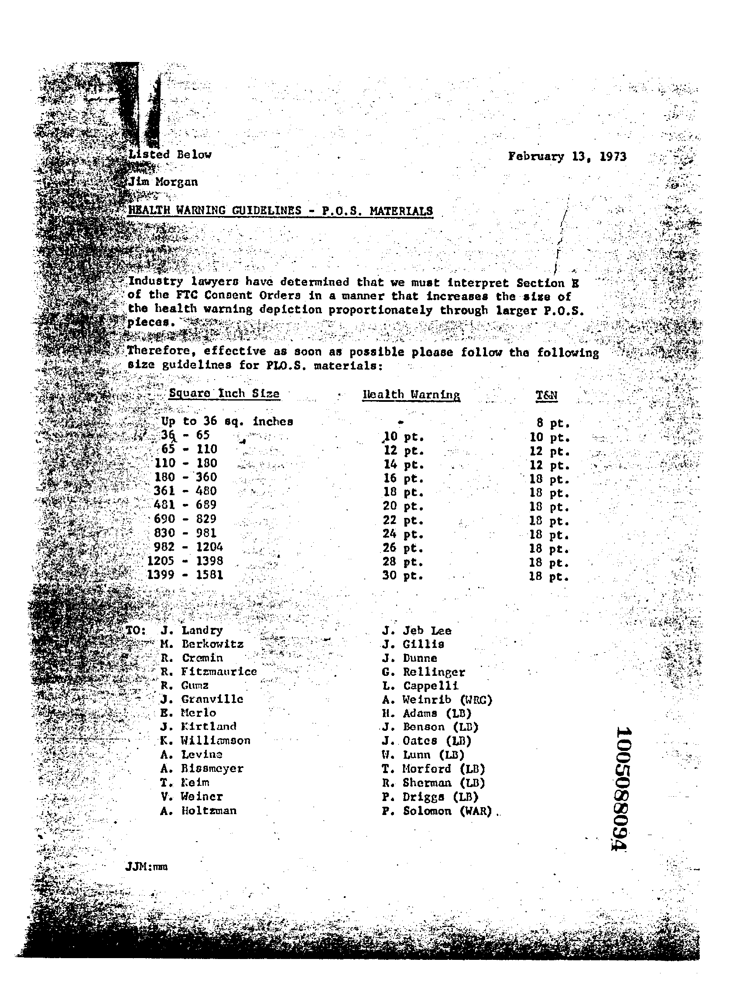 Listed Below February 13, 1973
Jim Morgan
HEALTH WARNING GUIDELINES - P.O.S. MATERIALS
Industry lawyers have determined that we must interpret Section E
of the FTC Consent Orders in a manner that increases the size of
the health warning depiction proportionately through larger P.O.S.
pieces.
Therefore, effective as soon as possible please follow the following
size guidelines for PLO.S. materials:
Square Inch Size Health Warning T&N
Up to 36 sq. inches - 8 pt.
36 - 65 10 pt. 10 pt.
65 - 110 12 pt. 12 pt.
110 - 180 14 pt. 12 pt.
180 - 360 16 pt. 18 pt.
361 - 480 18 pt. 18 pt.
481 - 689 20 pt. 18 pt.
690 - 829 22 pt. 18 pt.
830 - 981 24 pt. 18 pt.
982 - 1204 26 pt. 18 pt.
1205 - 1398 28 pt. 18 pt.
1399 - 1581 30 pt. 18 pt.
TO: J. Landry J. Jeb Lee
M. Berkowitz J. Gillis
R. Cremin J. Dunne
R. Fitzmaurice G. Rellinger
R. Gumz L. Cappelli
J. Granville A. Weinrib (WRG)
E. Merlo H. Adams (LB)
J. Kirtland J. Benson (LB)
K. Williamson J. Oates (LB)
A. Levine W. Lunn (LB)
A. Rissmeyer T. Morford (LB)
T. Keim R. Sherman (LB)
V. Weiner P. Driggs (LB)
A. Holtzman P. Solomon (WAR)
JJM:mm
1005088094